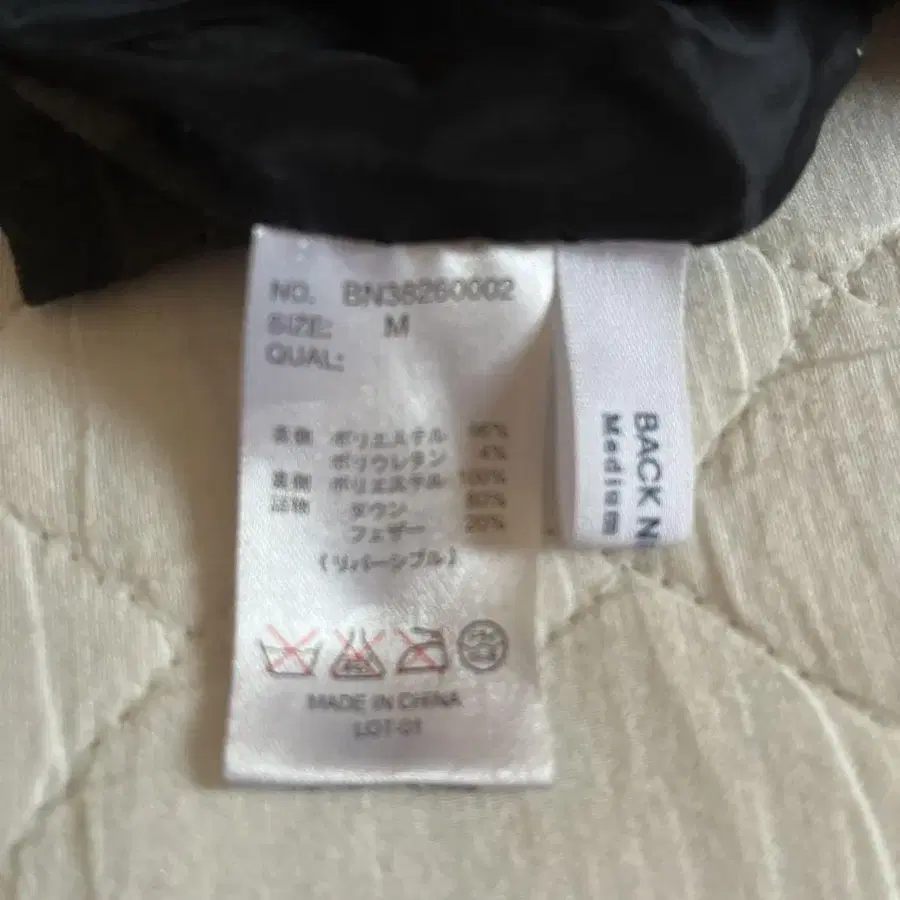 NO. BN38260002
SIZE: M
QUAL:
表側 ポリエステル 96%
ポリウレタン 4%
裏側 ポリエステル 100%
詰物 ダウン 80%
フェザー 20%
(リバーシブル)
MADE IN CHINA
LOT-01
BACK
Medium